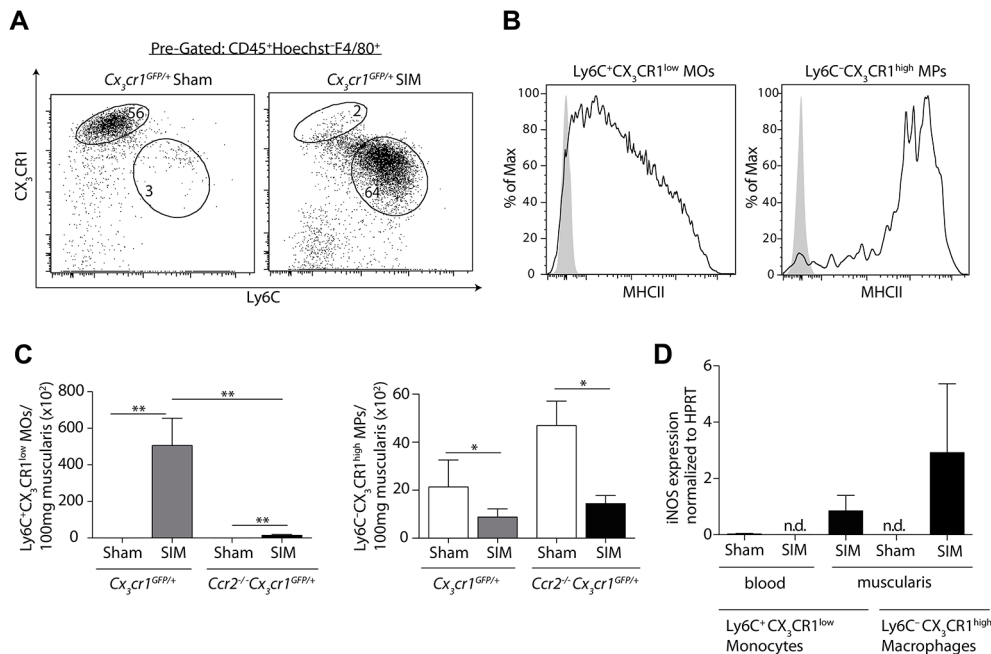 A
Pre-Gated: CD45⁺Hoechst⁻F4/80⁺
Cx₃cr1ᴳᶠᴾ/⁺ Sham
Cx₃cr1ᴳᶠᴾ/⁺ SIM
56
3
2
64
CX₃CR1
Ly6C
B
Ly6C⁺CX₃CR1ˡᵒʷ MOs
Ly6C⁻CX₃CR1ʰⁱᵍʰ MPs
% of Max
100
80
60
40
20
0
MHCII
% of Max
100
80
60
40
20
0
MHCII
C
Ly6C⁺CX₃CR1ˡᵒʷ MOs/
100mg muscularis (x10²)
800
600
400
200
0
**
**
**
Sham
SIM
Sham
SIM
Cx₃cr1ᴳᶠᴾ/⁺
Ccr2⁻/⁻Cx₃cr1ᴳᶠᴾ/⁺
Ly6C⁻CX₃CR1ʰⁱᵍʰ MPs/
100mg muscularis (x10²)
60
40
20
0
*
*
Sham
SIM
Sham
SIM
Cx₃cr1ᴳᶠᴾ/⁺
Ccr2⁻/⁻Cx₃cr1ᴳᶠᴾ/⁺
D
iNOS expression
normalized to HPRT
6
4
2
0
n.d.
n.d.
Sham
SIM
SIM
Sham
SIM
blood
muscularis
Ly6C⁺CX₃CR1ˡᵒʷ
Monocytes
Ly6C⁻CX₃CR1ʰⁱᵍʰ
Macrophages